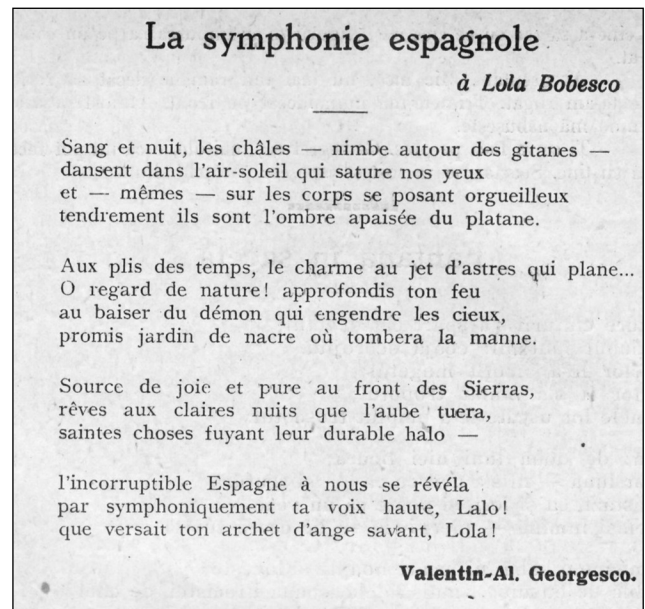 La symphonie espagnole
à Lola Bobesco
Sang et nuit, les châles — nimbe autour des gitanes —
dansent dans l'air-soleil qui sature nos yeux
et — mêmes — sur les corps se posant orgueilleux
tendrement ils sont l'ombre apaisée du platane.
Aux plis des temps, le charme au jet d'astres qui plane...
O regard de nature! approfondis ton feu
au baiser du démon qui engendre les cieux,
promis jardin de nacre où tombera la manne.
Source de joie et pure au front des Sierras,
rêves aux claires nuits que l'aube tuera,
saintes choses fuyant leur durable halo —
l'incorruptible Espagne à nous se révéla
par symphoniquement ta voix haute, Lalo!
que versait ton archet d'ange savant, Lola!
Valentin-Al. Georgesco.